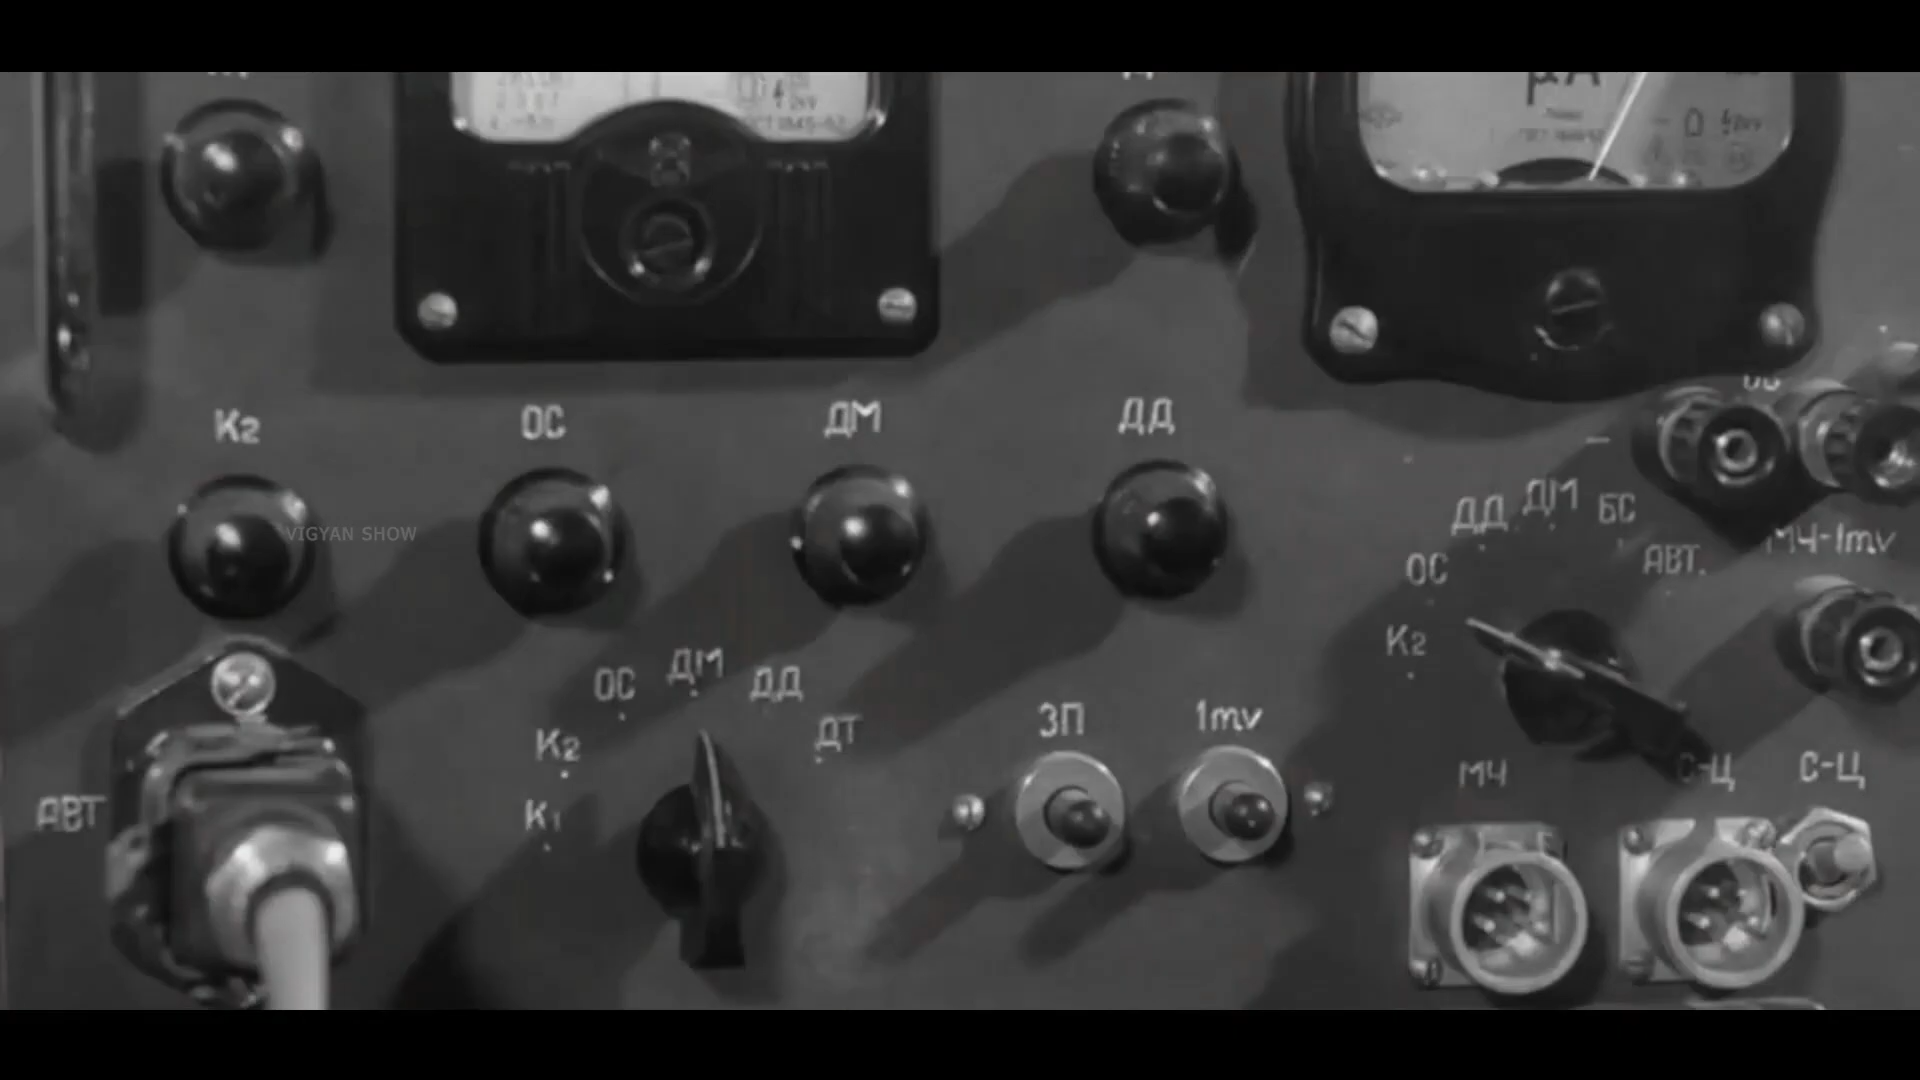 µA
К2
ОС
ДМ
ДД
VIGYAN SHOW
ДД
ДМ
БС
ОС
АВТ.
МЧ-1mv
К2
ОС
ДМ
ДД
ДТ
К2
К1
АВТ
ЗП
1mv
МЧ
С-Ц
С-Ц